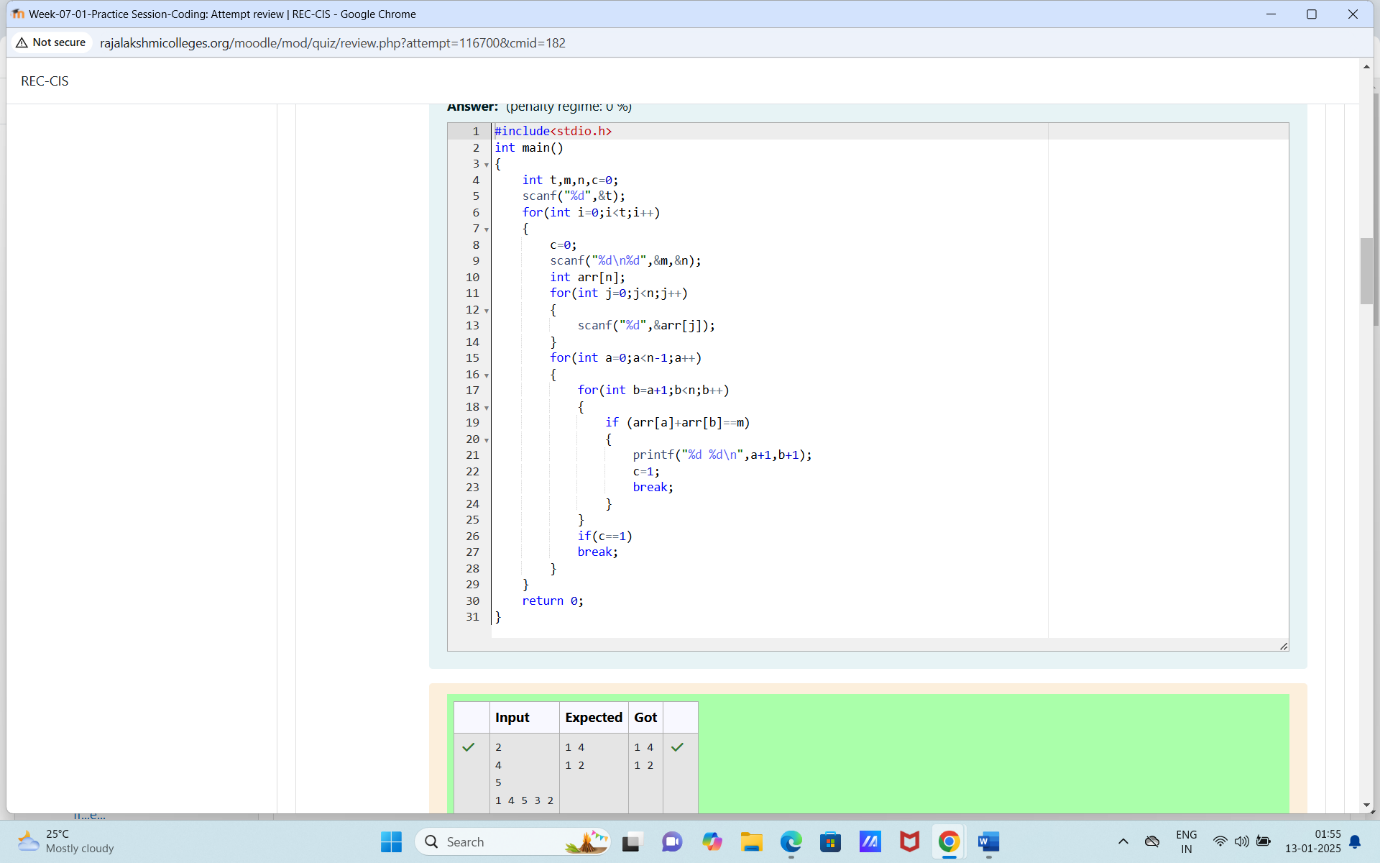 Week-07-01-Practice Session-Coding: Attempt review | REC-CIS - Google Chrome
Not secure rajalakshmicolleges.org/moodle/mod/quiz/review.php?attempt=116700&cmid=182
REC-CIS
Answer: (penalty regime: 0 %)
1 #include<stdio.h>
2 int main()
3 {
4 int t,m,n,c=0;
5 scanf("%d",&t);
6 for(int i=0;i<t;i++)
7 {
8 c=0;
9 scanf("%d\n%d",&m,&n);
10 int arr[n];
11 for(int j=0;j<n;j++)
12 {
13 scanf("%d",&arr[j]);
14 }
15 for(int a=0;a<n-1;a++)
16 {
17 for(int b=a+1;b<n;b++)
18 {
19 if (arr[a]+arr[b]==m)
20 {
21 printf("%d %d\n",a+1,b+1);
22 c=1;
23 break;
24 }
25 }
26 if(c==1)
27 break;
28 }
29 }
30 return 0;
31 }
Input Expected Got
2 1 4 1 4
4 1 2 1 2
5
1 4 5 3 2
25°C
Mostly cloudy
Search
ENG
IN
01:55
13-01-2025